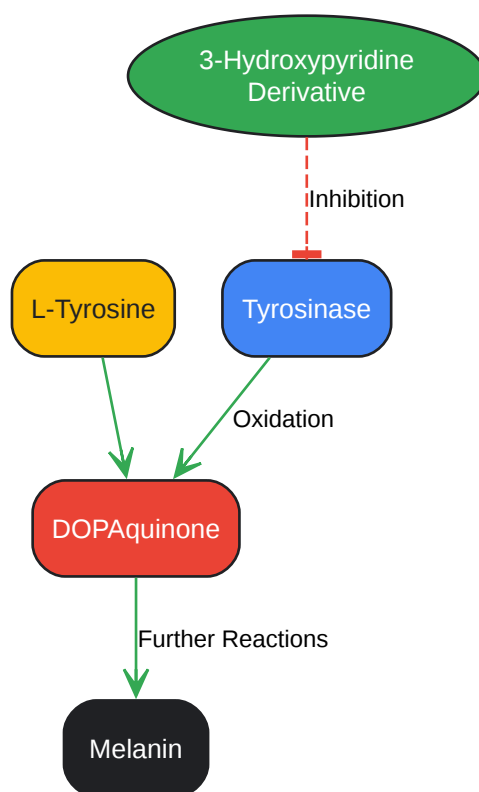 3-Hydroxypyridine
Derivative
Inhibition
L-Tyrosine
Tyrosinase
Oxidation
DOPAquinone
Further Reactions
Melanin